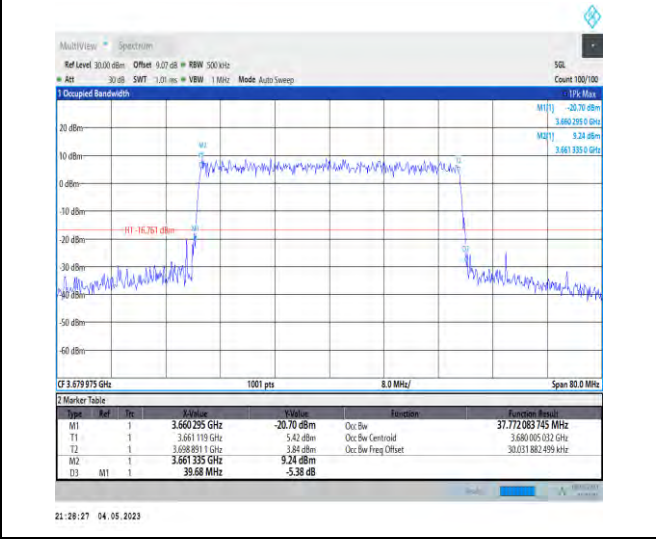 MultiView Spectrum
Ref Level 30.00 dBm Offset 9.07 dB RBW 500 kHz SGL
Att 30 dB SWT 1.01 ms VBW 1 MHz Mode Auto Sweep Count 100/100
1 Occupied Bandwidth 1Pk Max
M1[1] -20.70 dBm
3.660 295 0 GHz
M2[1] 9.24 dBm
3.661 335 0 GHz
20 dBm
10 dBm
0 dBm
-10 dBm
H1 -16.761 dBm
-20 dBm
-30 dBm
-40 dBm
-50 dBm
-60 dBm
M2
CF 3.679 975 GHz 1001 pts 8.0 MHz/ Span 80.0 MHz
2 Marker Table
Type Ref Trc X-Value Y-Value Function Function Result
M1 1 3.660 295 GHz -20.70 dBm Occ Bw 37.772 083 745 MHz
T1 1 3.661 119 GHz 5.42 dBm Occ Bw Centroid 3.680 005 032 GHz
T2 1 3.698 891 1 GHz 3.84 dBm Occ Bw Freq Offset 30.031 882 499 kHz
M2 1 3.661 335 GHz 9.24 dBm
D3 M1 1 39.68 MHz -5.38 dB
21:28:27 04.05.2023